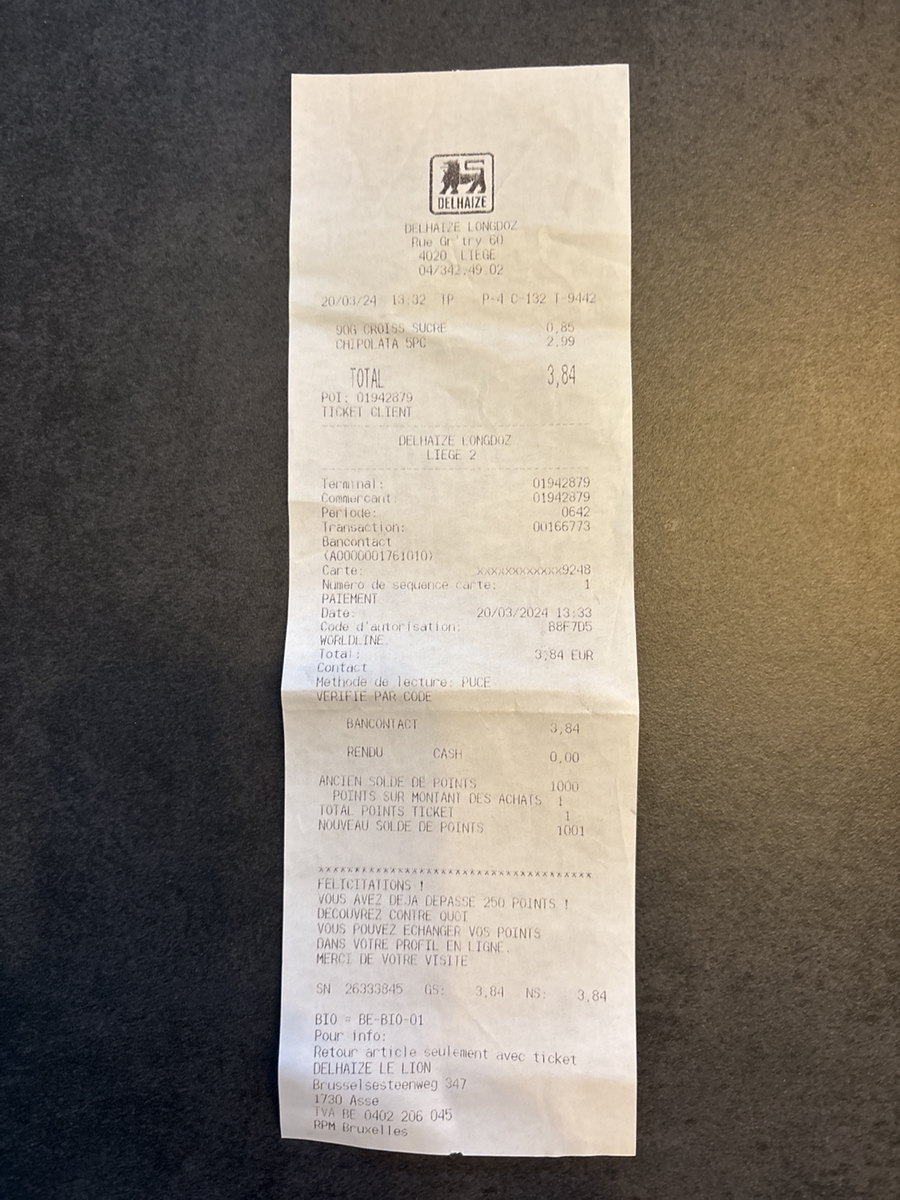 DELHAIZE
DELHAIZE LONGDOZ
Rue Gr'try 60
4020 LIEGE
04/342.49.02
20/03/24 13:32 TP P-4 C-132 T-9442
90G CROISS SUCRE 0,85
CHIPOLATA 5PC 2,99
TOTAL 3,84
POI: 01942879
TICKET CLIENT
DELHAIZE LONGDOZ
LIEGE 2
Terminal: 01942879
Commercant: 01942879
Periode: 0642
Transaction: 00166773
Bancontact
(A0000001761010)
Carte: xxxxxxxxxxxxx9248
Numero de sequence carte: 1
PAIEMENT
Date: 20/03/2024 13:33
Code d'autorisation: B8F7D5
WORLDLINE
Total: 3,84 EUR
Contact
Methode de lecture: PUCE
VERIFIE PAR CODE
BANCONTACT 3,84
RENDU CASH 0,00
ANCIEN SOLDE DE POINTS 1000
POINTS SUR MONTANT DES ACHATS 1
TOTAL POINTS TICKET 1
NOUVEAU SOLDE DE POINTS 1001
xxxxxxxxxxxxxxxxxxxxxxxxxxxxxxxxxxxxxx
FELICITATIONS !
VOUS AVEZ DEJA DEPASSE 250 POINTS !
DECOUVREZ CONTRE QUOI
VOUS POUVEZ ECHANGER VOS POINTS
DANS VOTRE PROFIL EN LIGNE.
MERCI DE VOTRE VISITE
SN 26333845 GS: 3,84 NS: 3,84
BIO = BE-BIO-01
Pour info:
Retour article seulement avec ticket
DELHAIZE LE LION
Brusselsesteenweg 347
1730 Asse
TVA BE 0402 206 045
RPM Bruxelles